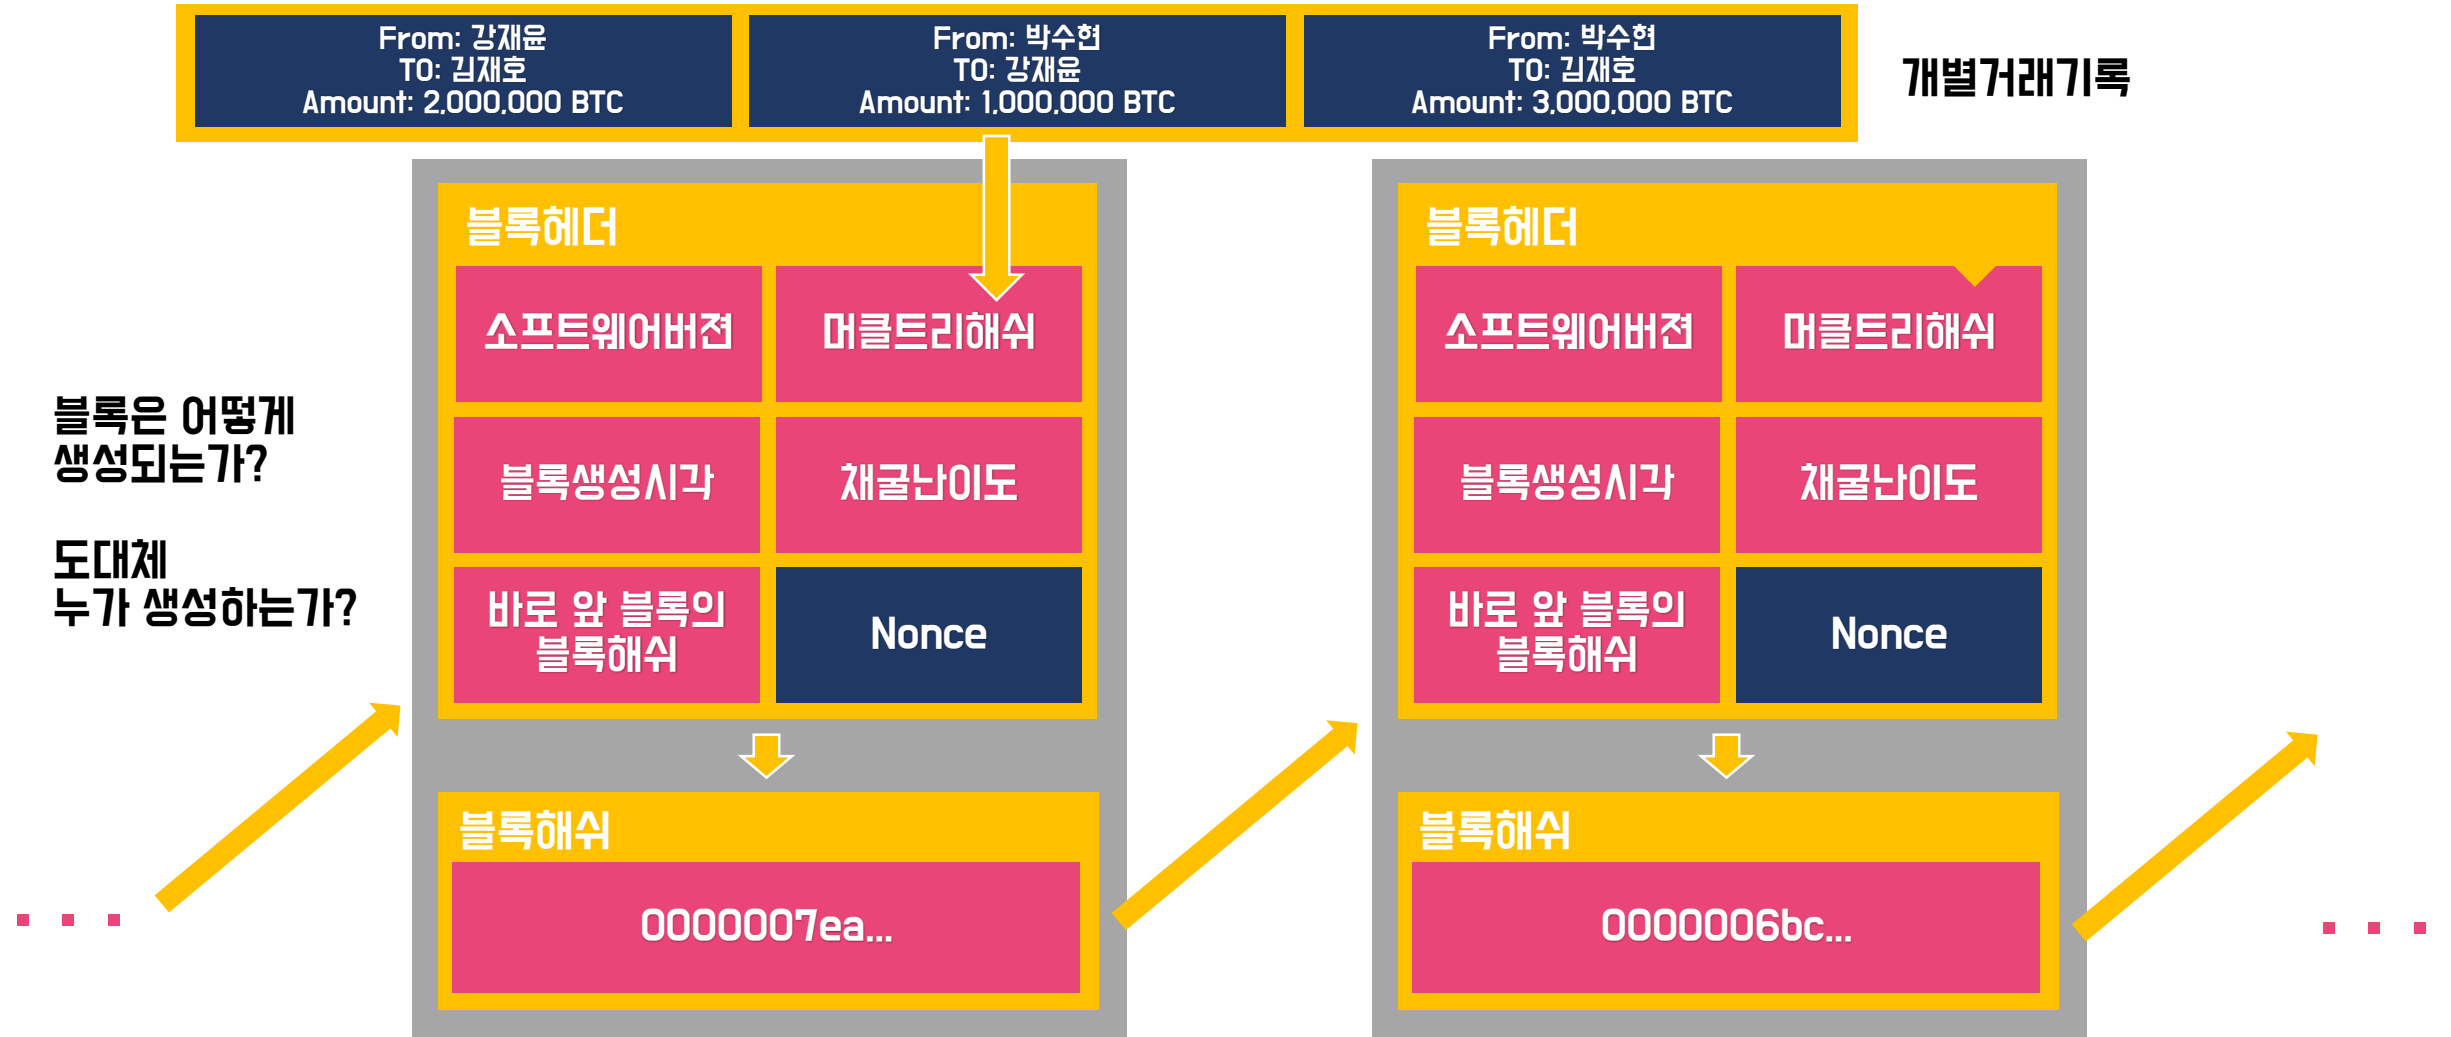 From: 강재윤
TO: 김재호
Amount: 2,000,000 BTC
From: 박수현
TO: 강재윤
Amount: 1,000,000 BTC
From: 박수현
TO: 김재호
Amount: 3,000,000 BTC
개별거래기록
블록은 어떻게
생성되는가?
도대체
누가 생성하는가?
블록헤더
소프트웨어버젼
머클트리해쉬
블록생성시각
채굴난이도
바로 앞 블록의
블록해쉬
Nonce
블록해쉬
0000007ea...
블록헤더
소프트웨어버젼
머클트리해쉬
블록생성시각
채굴난이도
바로 앞 블록의
블록해쉬
Nonce
블록해쉬
0000006bc...